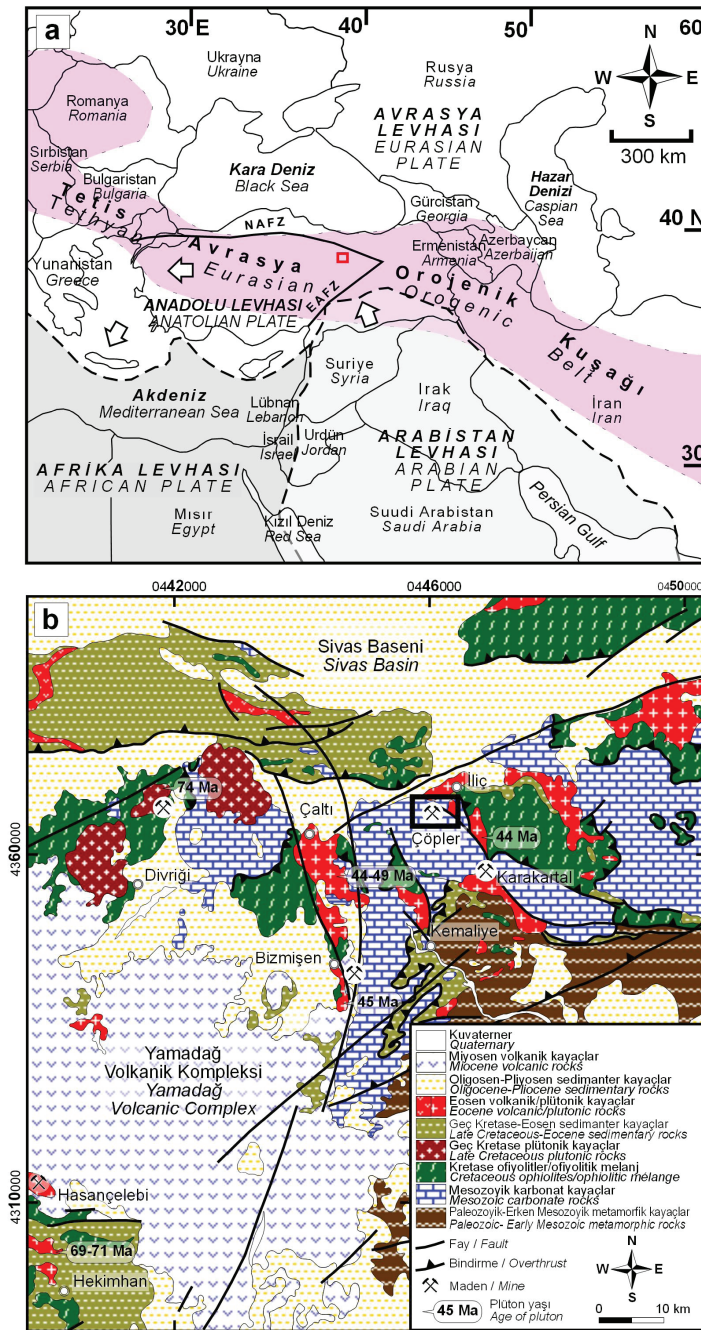 a
30 E
40
50
60
Ukrayna
Ukraine
Rusya
Russia
N
W
E
S
300 km
Romanya
Romania
AVRASYA
LEVHASI
EURASIAN
PLATE
Sırbistan
Serbia
Kara Deniz
Black Sea
Hazar
Denizi
Caspian
Sea
Bulgaristan
Bulgaria
Gürcistan
Georgia
40 N
Tetis
Tethyan
NAFZ
Ermenistan
Armenia
Azerbaycan
Azerbaijan
Avrasya
Eurasian
Yunanistan
Greece
Orojenik
Orogenic
EAFZ
ANADOLU LEVHASI
ANATOLIAN PLATE
Kuşağı
Belt
Suriye
Syria
Irak
Iraq
İran
Iran
Akdeniz
Mediterranean Sea
Lübnan
Lebanon
İsrail
Israel
Urdün
Jordan
ARABİSTAN
LEVHASI
ARABIAN
PLATE
30
AFRİKA LEVHASI
AFRICAN PLATE
Mısır
Egypt
Kızıl Deniz
Red Sea
Suudi Arabistan
Saudi Arabia
Persian Gulf
b
0442000
0446000
0450000
Sivas Baseni
Sivas Basin
74 Ma
İliç
Çaltı
Çöpler
44 Ma
4360000
Divriği
44-49 Ma
Karakartal
Kemaliye
Bizmişen
45 Ma
Yamadağ
Volkanik Kompleksi
Yamadağ
Volcanic Complex
4310000
Hasançelebi
69-71 Ma
Hekimhan
Kuvaterner
Quaternary
Miyosen volkanik kayaçlar
Miocene volcanic rocks
Oligosen-Pliyosen sedimanter kayaçlar
Oligocene-Pliocene sedimentary rocks
Eosen volkanik/plütonik kayaçlar
Eocene volcanic/plutonic rocks
Geç Kretase-Eosen sedimanter kayaçlar
Late Cretaceous-Eocene sedimentary rocks
Geç Kretase plütonik kayaçlar
Late Cretaceous plutonic rocks
Kretase ofiyolitler/ofiyolitik melanj
Cretaceous ophiolites/ophiolitic mélange
Mesozoyik karbonat kayaçlar
Mesozoic carbonate rocks
Paleozoyik-Erken Mesozoyik metamorfik kayaçlar
Paleozoic- Early Mesozoic metamorphic rocks
Fay / Fault
Bindirme / Overthrust
Maden / Mine
45 Ma
Plüton yaşı
Age of pluton
N
W
E
S
0
10 km